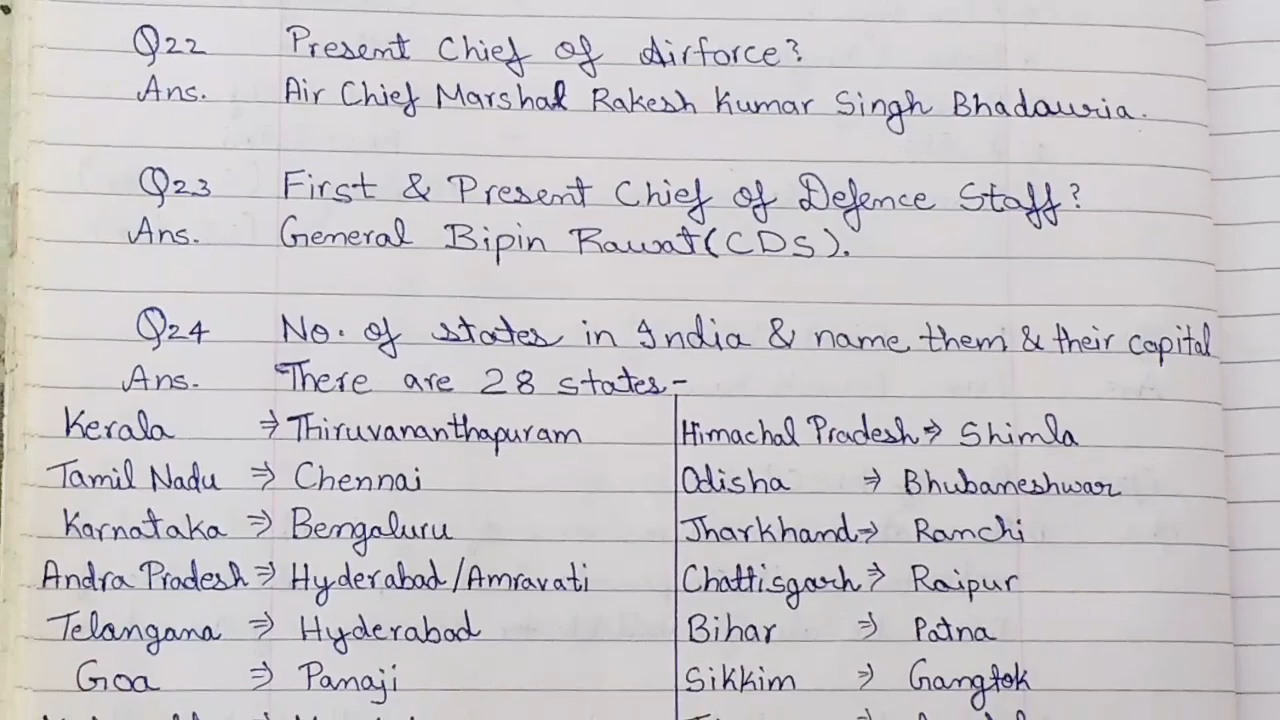 Q22 Present Chief of Airforce?
Ans. Air Chief Marshal Rakesh Kumar Singh Bhadauria.
Q23 First & Present Chief of Defence Staff?
Ans. General Bipin Rawat (CDS).
Q24 No. of states in India & name them & their capital
Ans. There are 28 states-
Kerala ⇒ Thiruvananthapuram
Tamil Nadu ⇒ Chennai
Karnataka ⇒ Bengaluru
Andra Pradesh ⇒ Hyderabad/Amravati
Telangana ⇒ Hyderabad
Goa ⇒ Panaji
Himachal Pradesh ⇒ Shimla
Odisha ⇒ Bhubaneshwar
Jharkhand ⇒ Ranchi
Chattisgarh ⇒ Raipur
Bihar ⇒ Patna
Sikkim ⇒ Gangtok